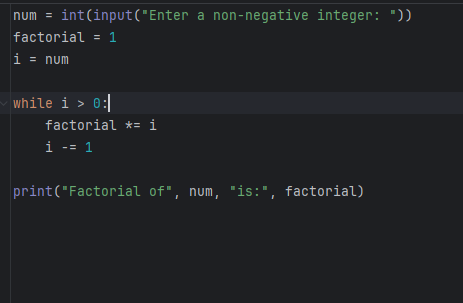 num = int(input("Enter a non-negative integer: "))
factorial = 1
i = num
while i > 0:
    factorial *= i
    i -= 1
print("Factorial of", num, "is:", factorial)